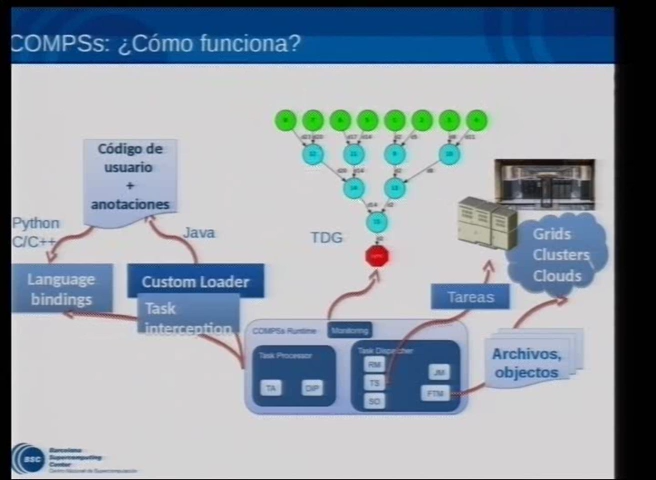 COMPSs: ¿Cómo funciona?
Código de
usuario
+
anotaciones
Python
C/C++
Java
TDG
Language
bindings
Custom Loader
Task
interception
Grids
Clusters
Clouds
Tareas
COMPSs Runtime
Monitoring
Task Processor
TA
DIP
Task Dispatcher
RM
TS
SO
JM
FTM
Archivos,
objectos
BSC
Barcelona
Supercomputing
Center
Centro Nacional de Supercomputación